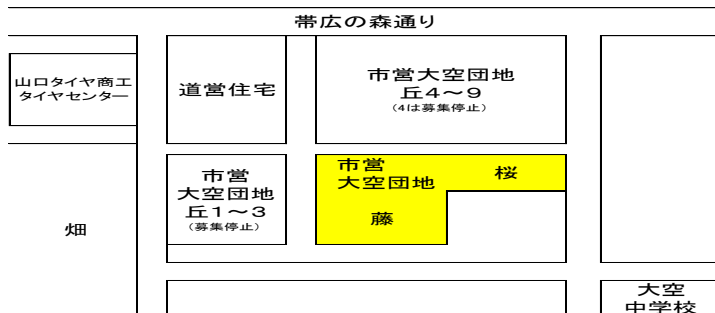 帯広の森通り
山口タイヤ商工
タイヤセンター
道営住宅
市営大空団地
丘4～9
(4は募集停止)
市営
大空団地
丘1～3
(募集停止)
市営
大空団地
桜
藤
畑
大空
中学校